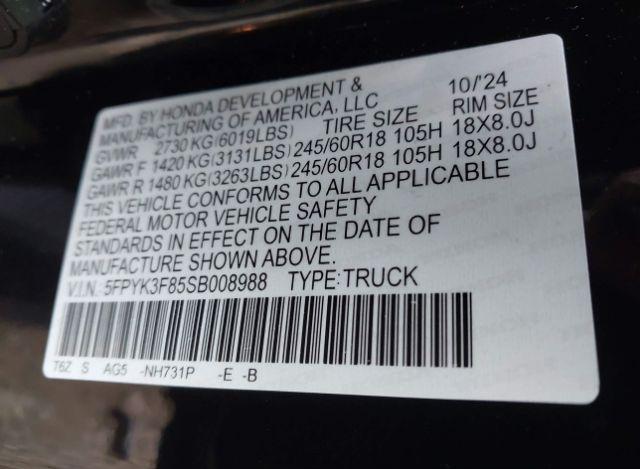 MFD. BY HONDA DEVELOPMENT & 10/'24
MANUFACTURING OF AMERICA, LLC
GVWR 2730 KG(6019LBS) TIRE SIZE RIM SIZE
GAWR F 1420 KG(3131LBS) 245/60R18 105H 18X8.0J
GAWR R 1480 KG(3263LBS) 245/60R18 105H 18X8.0J
THIS VEHICLE CONFORMS TO ALL APPLICABLE
FEDERAL MOTOR VEHICLE SAFETY
STANDARDS IN EFFECT ON THE DATE OF
MANUFACTURE SHOWN ABOVE.
V.I.N.: 5FPYK3F85SB008988 TYPE:TRUCK
T6Z S AG5 -NH731P -E -B